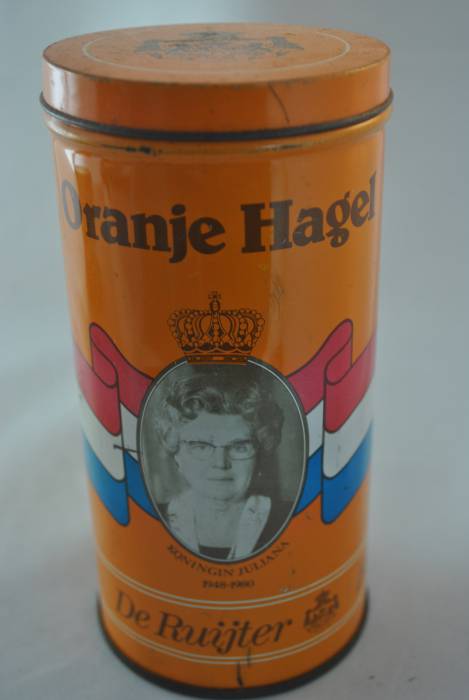 Oranje Hagel
KONINGIN JULIANA
1948-1980
De Ruijter